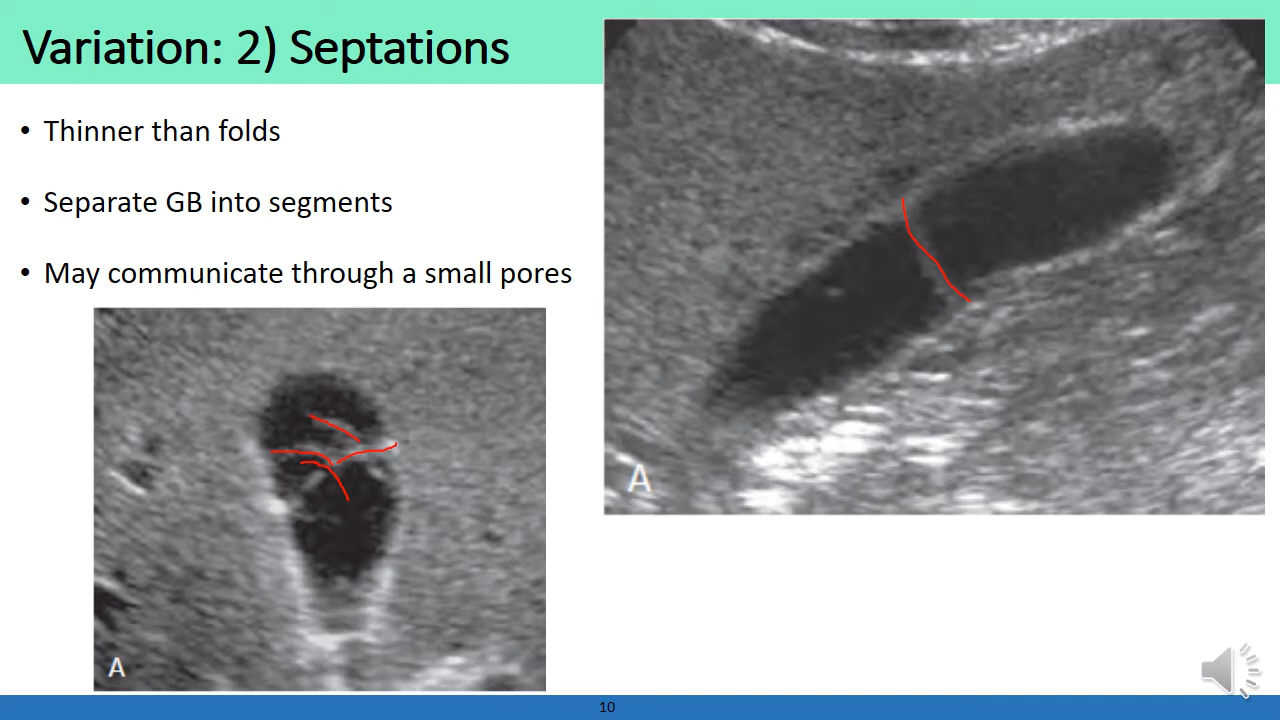 Variation: 2) Septations
• Thinner than folds
• Separate GB into segments
• May communicate through a small pores
A
A
10